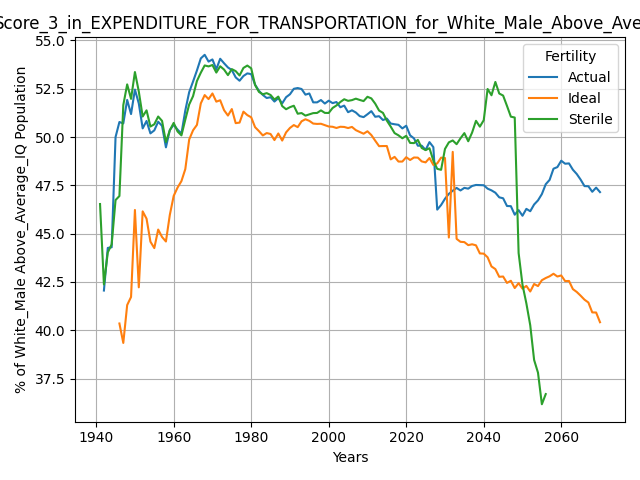 Score_3_in_EXPENDITURE_FOR_TRANSPORTATION_for_White_Male_Above_Ave
% of White_Male Above_Average_IQ Population
55.0
52.5
50.0
47.5
45.0
42.5
40.0
37.5
Fertility
Actual
Ideal
Sterile
1940 1960 1980 2000 2020 2040 2060
Years